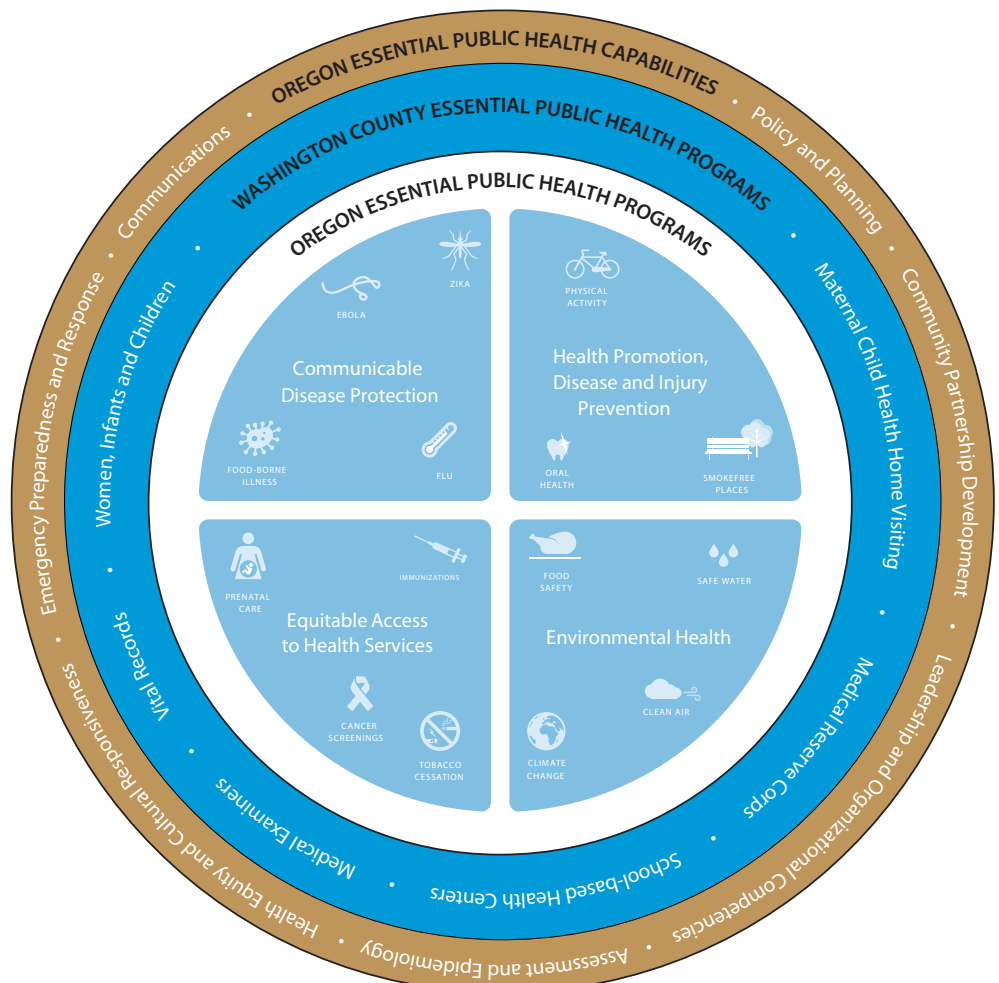 OREGON ESSENTIAL PUBLIC HEALTH CAPABILITIES
• Policy and Planning
• Community Partnership Development
• Leadership and Organizational Competencies
• Assessment and Epidemiology
• Health Equity and Cultural Responsiveness
• Emergency Preparedness and Response
• Communications •
WASHINGTON COUNTY ESSENTIAL PUBLIC HEALTH PROGRAMS
• Maternal Child Health Home Visiting
• Medical Reserve Corps
• School-based Health Centers
• Medical Examiners
• Vital Records
• Women, Infants and Children •
OREGON ESSENTIAL PUBLIC HEALTH PROGRAMS
ZIKA
EBOLA
Communicable
Disease Protection
FOOD-BORNE
ILLNESS
FLU
PHYSICAL
ACTIVITY
Health Promotion,
Disease and Injury
Prevention
ORAL
HEALTH
SMOKEFREE
PLACES
PRENATAL
CARE
IMMUNIZATIONS
Equitable Access
to Health Services
CANCER
SCREENINGS
TOBACCO
CESSATION
FOOD
SAFETY
SAFE WATER
Environmental Health
CLEAN AIR
CLIMATE
CHANGE